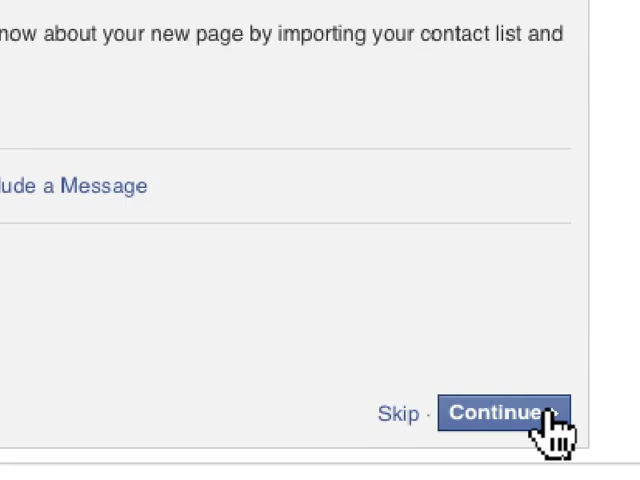 now about your new page by importing your contact list and
lude a Message
Skip · Continue